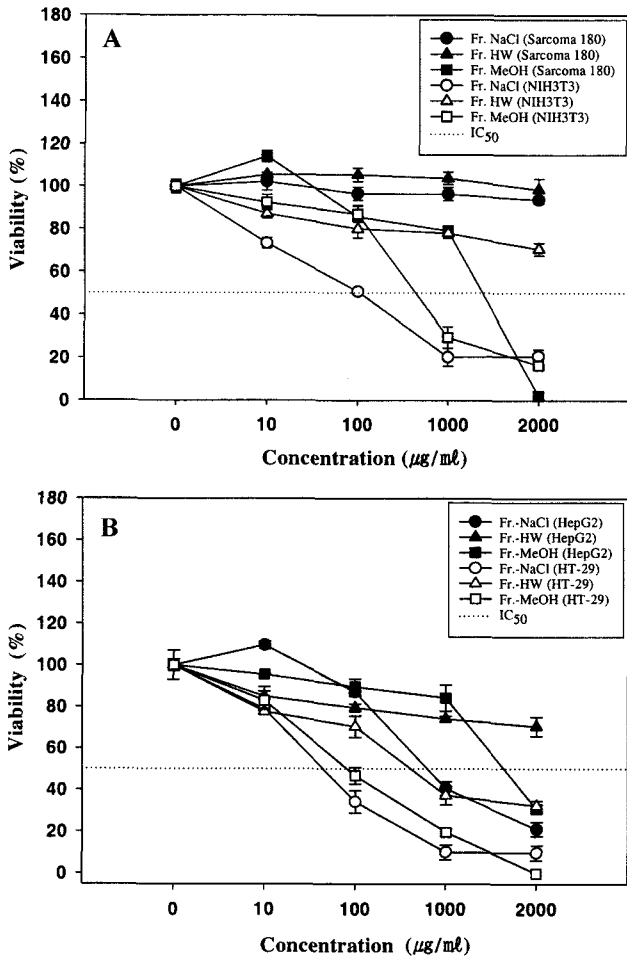 A
180
160
140
120
100
80
60
40
20
0
Viability (%)
Fr. NaCl (Sarcoma 180)
Fr. HW (Sarcoma 180)
Fr. MeOH (Sarcoma 180)
Fr. NaCl (NIH3T3)
Fr. HW (NIH3T3)
Fr. MeOH (NIH3T3)
IC50
0 10 100 1000 2000
Concentration (μg/㎖)
B
180
160
140
120
100
80
60
40
20
0
Viability (%)
Fr.-NaCl (HepG2)
Fr.-HW (HepG2)
Fr.-MeOH (HepG2)
Fr.-NaCl (HT-29)
Fr.-HW (HT-29)
Fr.-MeOH (HT-29)
IC50
0 10 100 1000 2000
Concentration (μg/㎖)